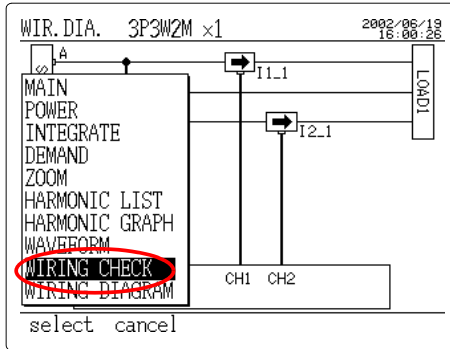 WIR.DIA. 3P3W2M ×1
2002/06/19
16:00:26
S
A
I1_1
I2_1
LOAD1
MAIN
POWER
INTEGRATE
DEMAND
ZOOM
HARMONIC LIST
HARMONIC GRAPH
WAVEFORM
WIRING CHECK
WIRING DIAGRAM
CH1 CH2
select cancel